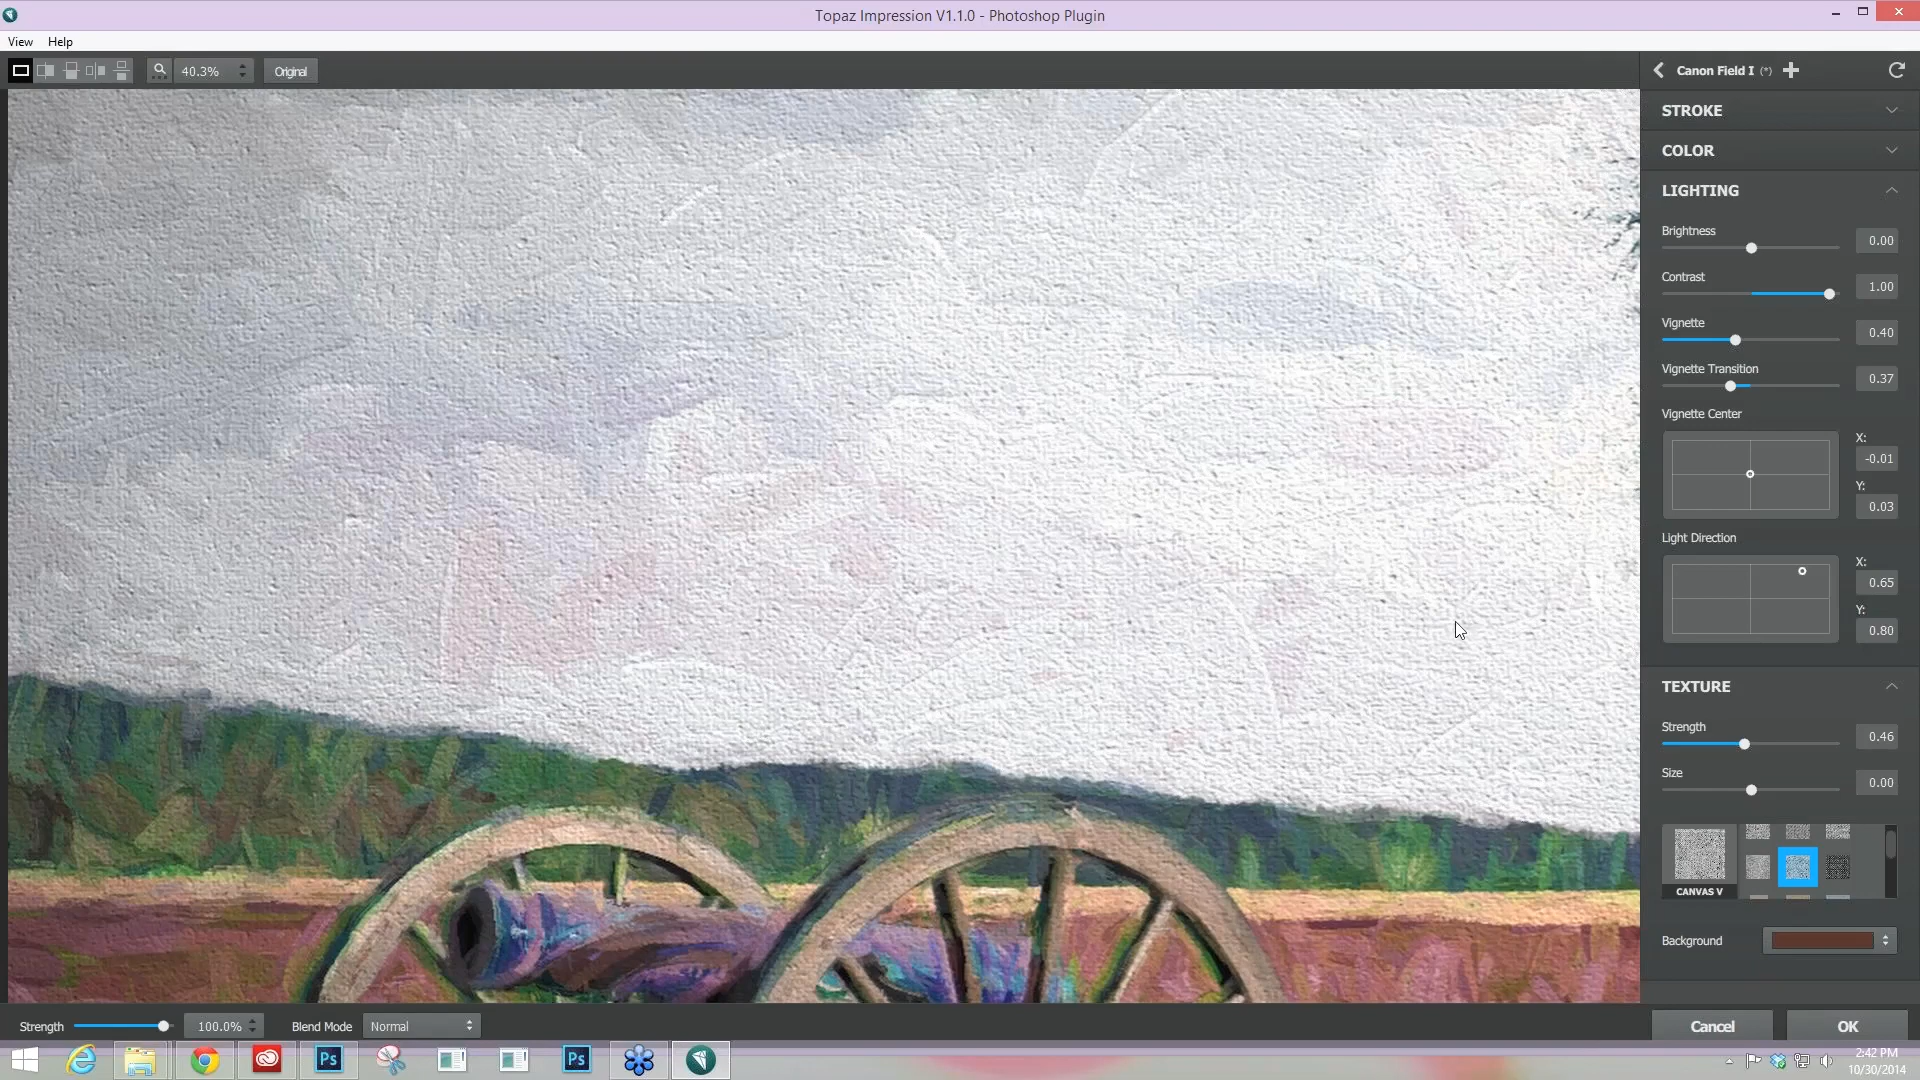 Topaz Impression V1.1.0 - Photoshop Plugin
View Help
40.3% Original
Canon Field I (*)
STROKE
COLOR
LIGHTING
Brightness
0.00
Contrast
1.00
Vignette
0.40
Vignette Transition
0.37
Vignette Center
X:
-0.01
Y:
0.03
Light Direction
X:
0.65
Y:
0.80
TEXTURE
Strength
0.46
Size
0.00
CANVAS V
Background
Strength 100.0% Blend Mode Normal
Cancel OK
Ps
Ps
2:42 PM
10/30/2014